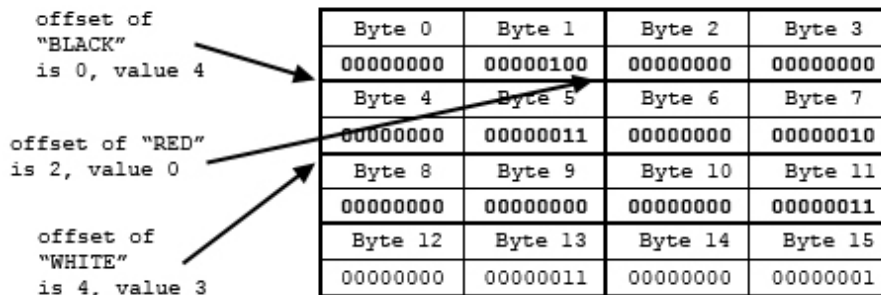 offset of
“BLACK”
is 0, value 4
offset of “RED”
is 2, value 0
offset of
“WHITE”
is 4, value 3
Byte 0 Byte 1 Byte 2 Byte 3
00000000 00000100 00000000 00000000
Byte 4 Byte 5 Byte 6 Byte 7
00000000 00000011 00000000 00000010
Byte 8 Byte 9 Byte 10 Byte 11
00000000 00000000 00000000 00000011
Byte 12 Byte 13 Byte 14 Byte 15
00000000 00000011 00000000 00000001